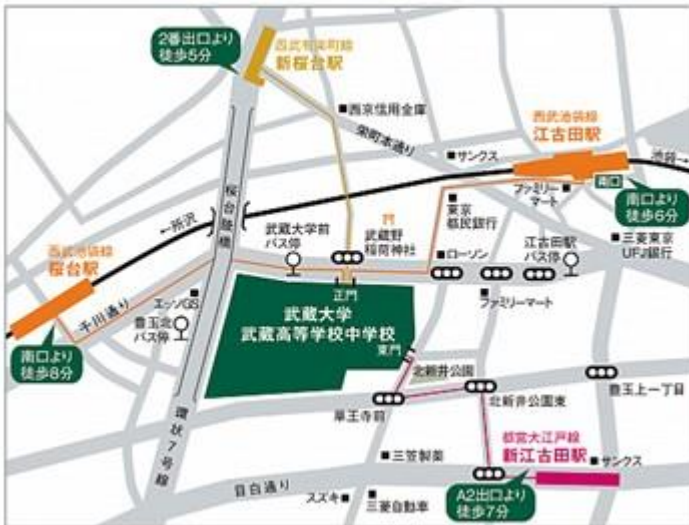 2番出口より
徒歩5分
西武有楽町線
新桜台駅
西京信用金庫
栄町本通り
サンクス
西武池袋線
江古田駅
池袋→
南口
南口より
徒歩6分
ファミリー
マート
東京
都民銀行
桜台陸橋
←所沢
武蔵大学前
バス停
武蔵野
稲荷神社
ローソン
江古田駅
バス停
三菱東京
UFJ銀行
西武池袋線
桜台駅
千川通り
エッソGS
豊玉北
バス停
南口より
徒歩8分
正門
武蔵大学
武蔵高等学校中学校
東門
ファミリーマート
北新井公園
北新井公園東
豊玉上一丁目
環状7号線
目白通り
三笠製薬
都営大江戸線
新江古田駅
サンクス
スズキ
三菱自動車
A2出口より
徒歩7分